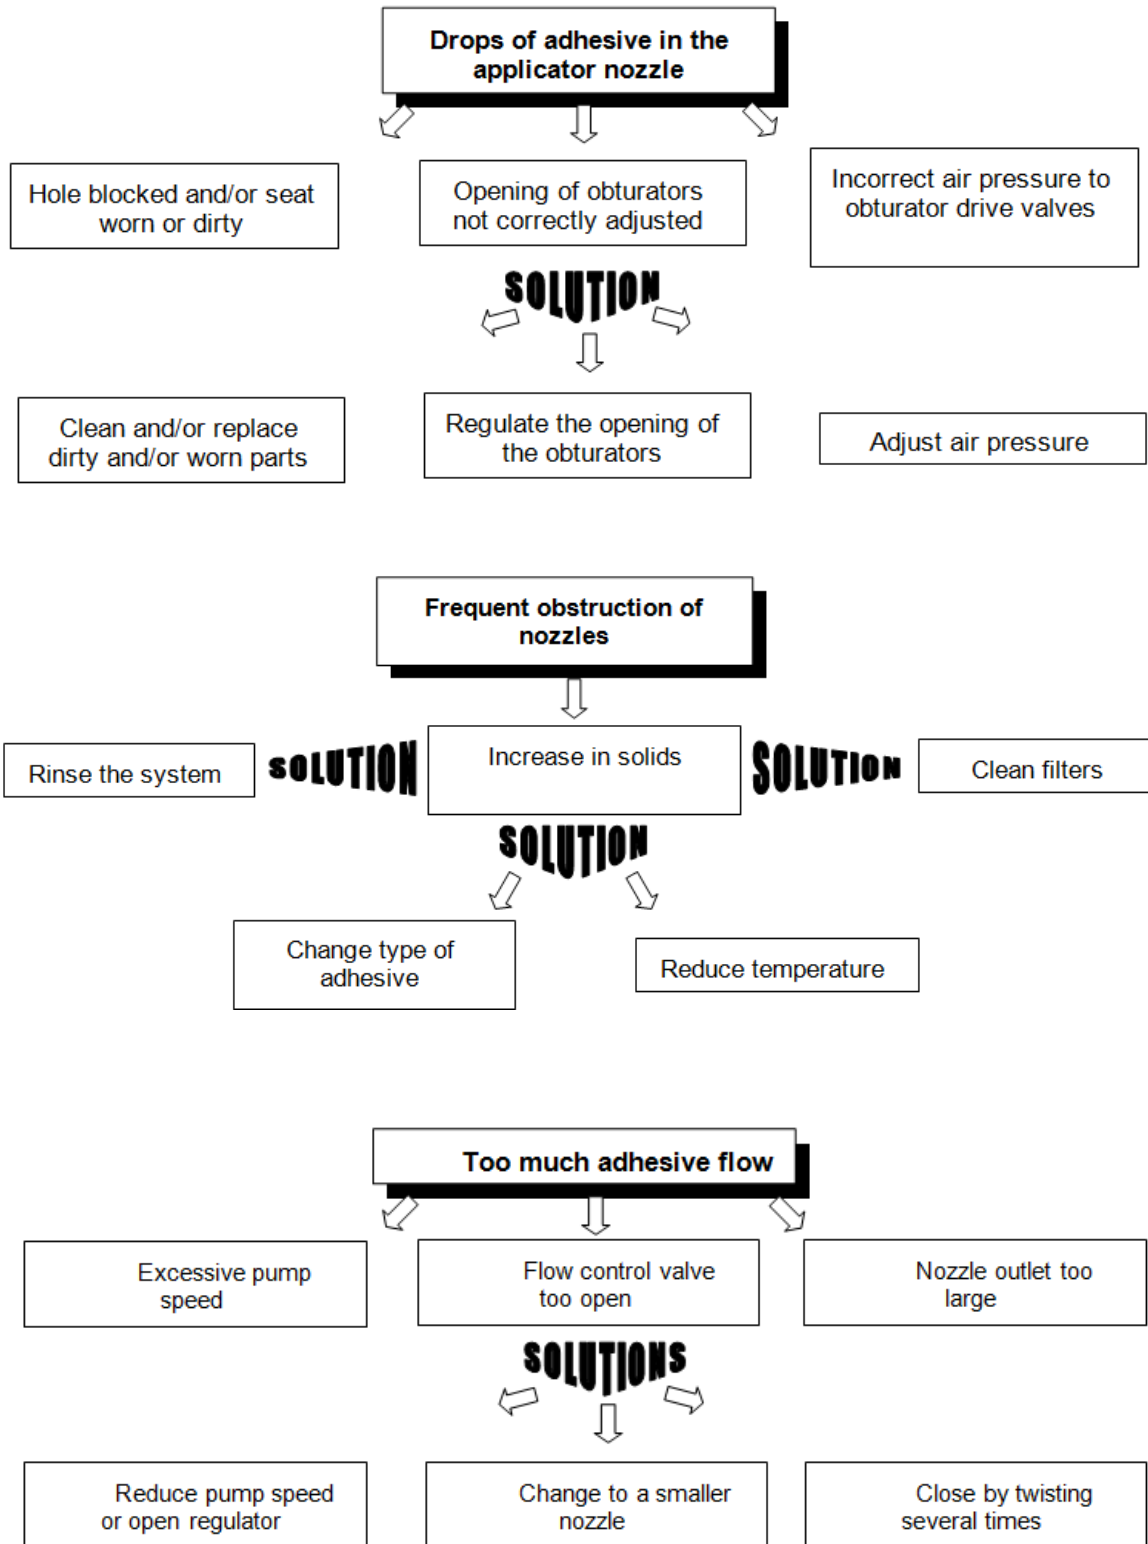 Drops of adhesive in the
applicator nozzle
Hole blocked and/or seat
worn or dirty
Opening of obturators
not correctly adjusted
Incorrect air pressure to
obturator drive valves
SOLUTION
Clean and/or replace
dirty and/or worn parts
Regulate the opening of
the obturators
Adjust air pressure
Frequent obstruction of
nozzles
Rinse the system
SOLUTION
Increase in solids
SOLUTION
Clean filters
SOLUTION
Change type of
adhesive
Reduce temperature
Too much adhesive flow
Excessive pump
speed
Flow control valve
too open
Nozzle outlet too
large
SOLUTIONS
Reduce pump speed
or open regulator
Change to a smaller
nozzle
Close by twisting
several times